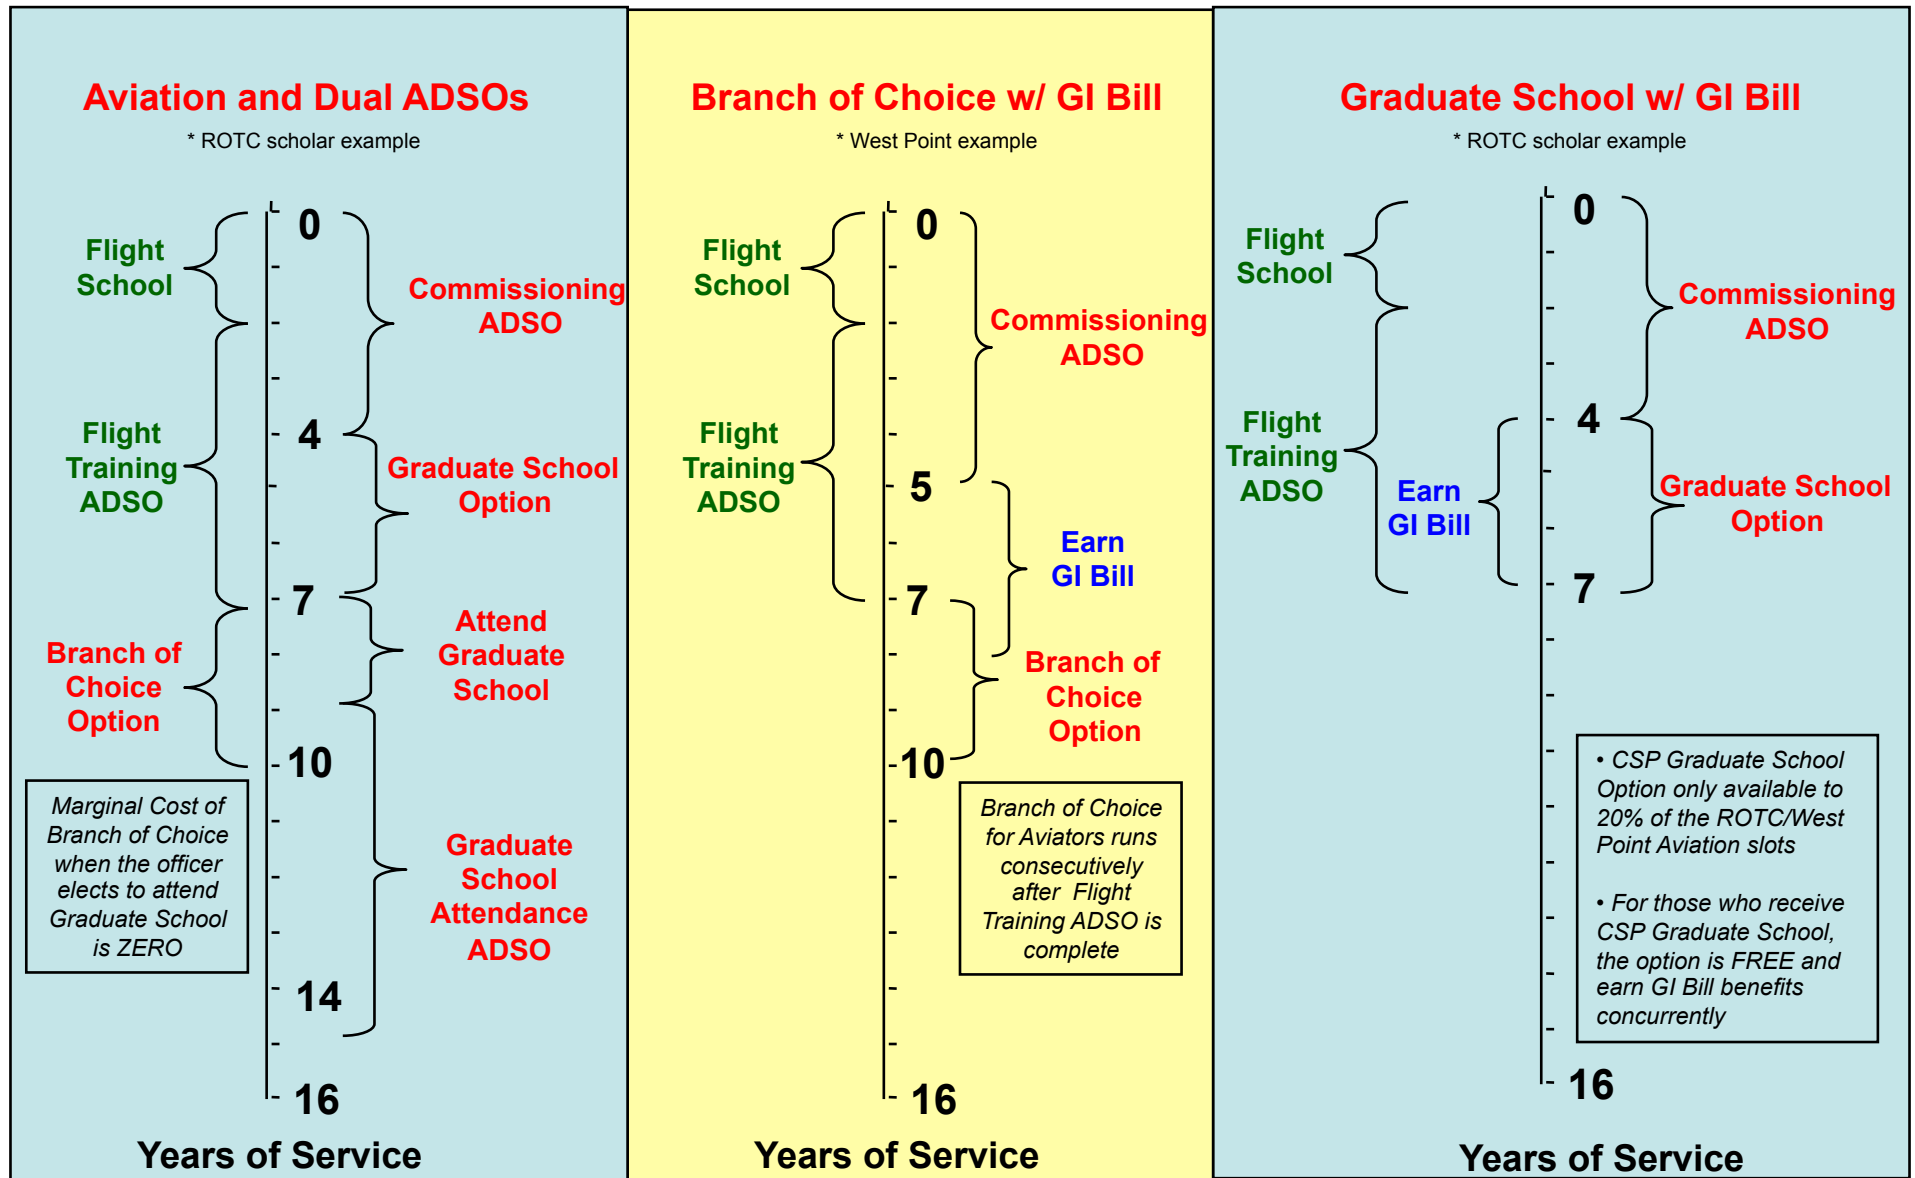 Aviation and Dual ADSOs
* ROTC scholar example
Flight
School
Flight
Training
ADSO
Branch of
Choice
Option
0
4
7
10
14
16
Commissioning
ADSO
Graduate School
Option
Attend
Graduate
School
Graduate
School
Attendance
ADSO
Marginal Cost of
Branch of Choice
when the officer
elects to attend
Graduate School
is ZERO
Years of Service
Branch of Choice w/ GI Bill
* West Point example
Flight
School
Flight
Training
ADSO
0
5
7
10
16
Commissioning
ADSO
Earn
GI Bill
Branch of
Choice
Option
Branch of Choice
for Aviators runs
consecutively
after Flight
Training ADSO is
complete
Years of Service
Graduate School w/ GI Bill
* ROTC scholar example
Flight
School
Flight
Training
ADSO
Earn
GI Bill
0
4
7
16
Commissioning
ADSO
Graduate School
Option
• CSP Graduate School
Option only available to
20% of the ROTC/West
Point Aviation slots
• For those who receive
CSP Graduate School,
the option is FREE and
earn GI Bill benefits
concurrently
Years of Service